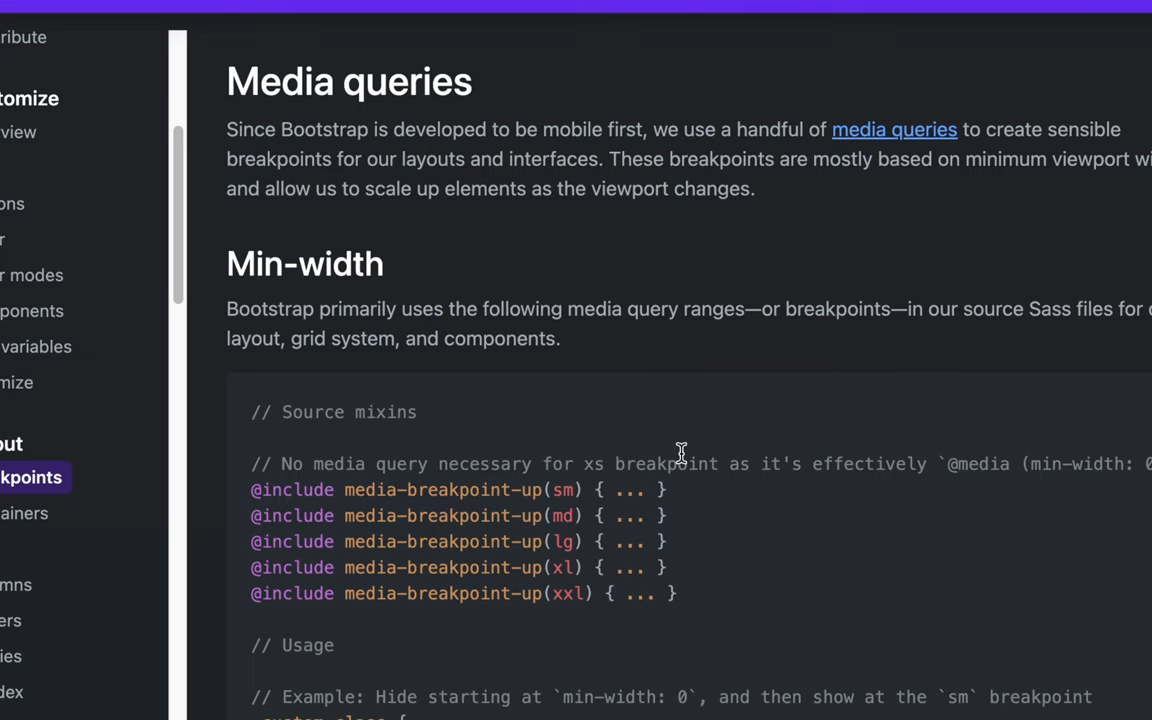 ribute
tomize
view
ons
r
r modes
ponents
variables
mize
out
kpoints
ainers
mns
ers
ies
dex
Media queries
Since Bootstrap is developed to be mobile first, we use a handful of media queries to create sensible
breakpoints for our layouts and interfaces. These breakpoints are mostly based on minimum viewport wi
and allow us to scale up elements as the viewport changes.
Min-width
Bootstrap primarily uses the following media query ranges—or breakpoints—in our source Sass files for o
layout, grid system, and components.
// Source mixins
// No media query necessary for xs breakpoint as it's effectively `@media (min-width: 0
@include media-breakpoint-up(sm) { ... }
@include media-breakpoint-up(md) { ... }
@include media-breakpoint-up(lg) { ... }
@include media-breakpoint-up(xl) { ... }
@include media-breakpoint-up(xxl) { ... }
// Usage
// Example: Hide starting at `min-width: 0`, and then show at the `sm` breakpoint